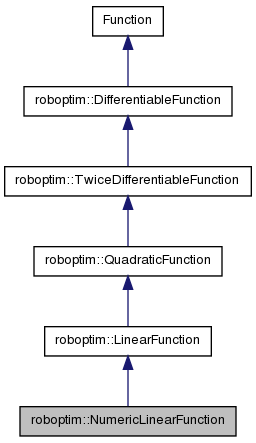 Function
roboptim::DifferentiableFunction
roboptim::TwiceDifferentiableFunction
roboptim::QuadraticFunction
roboptim::LinearFunction
roboptim::NumericLinearFunction